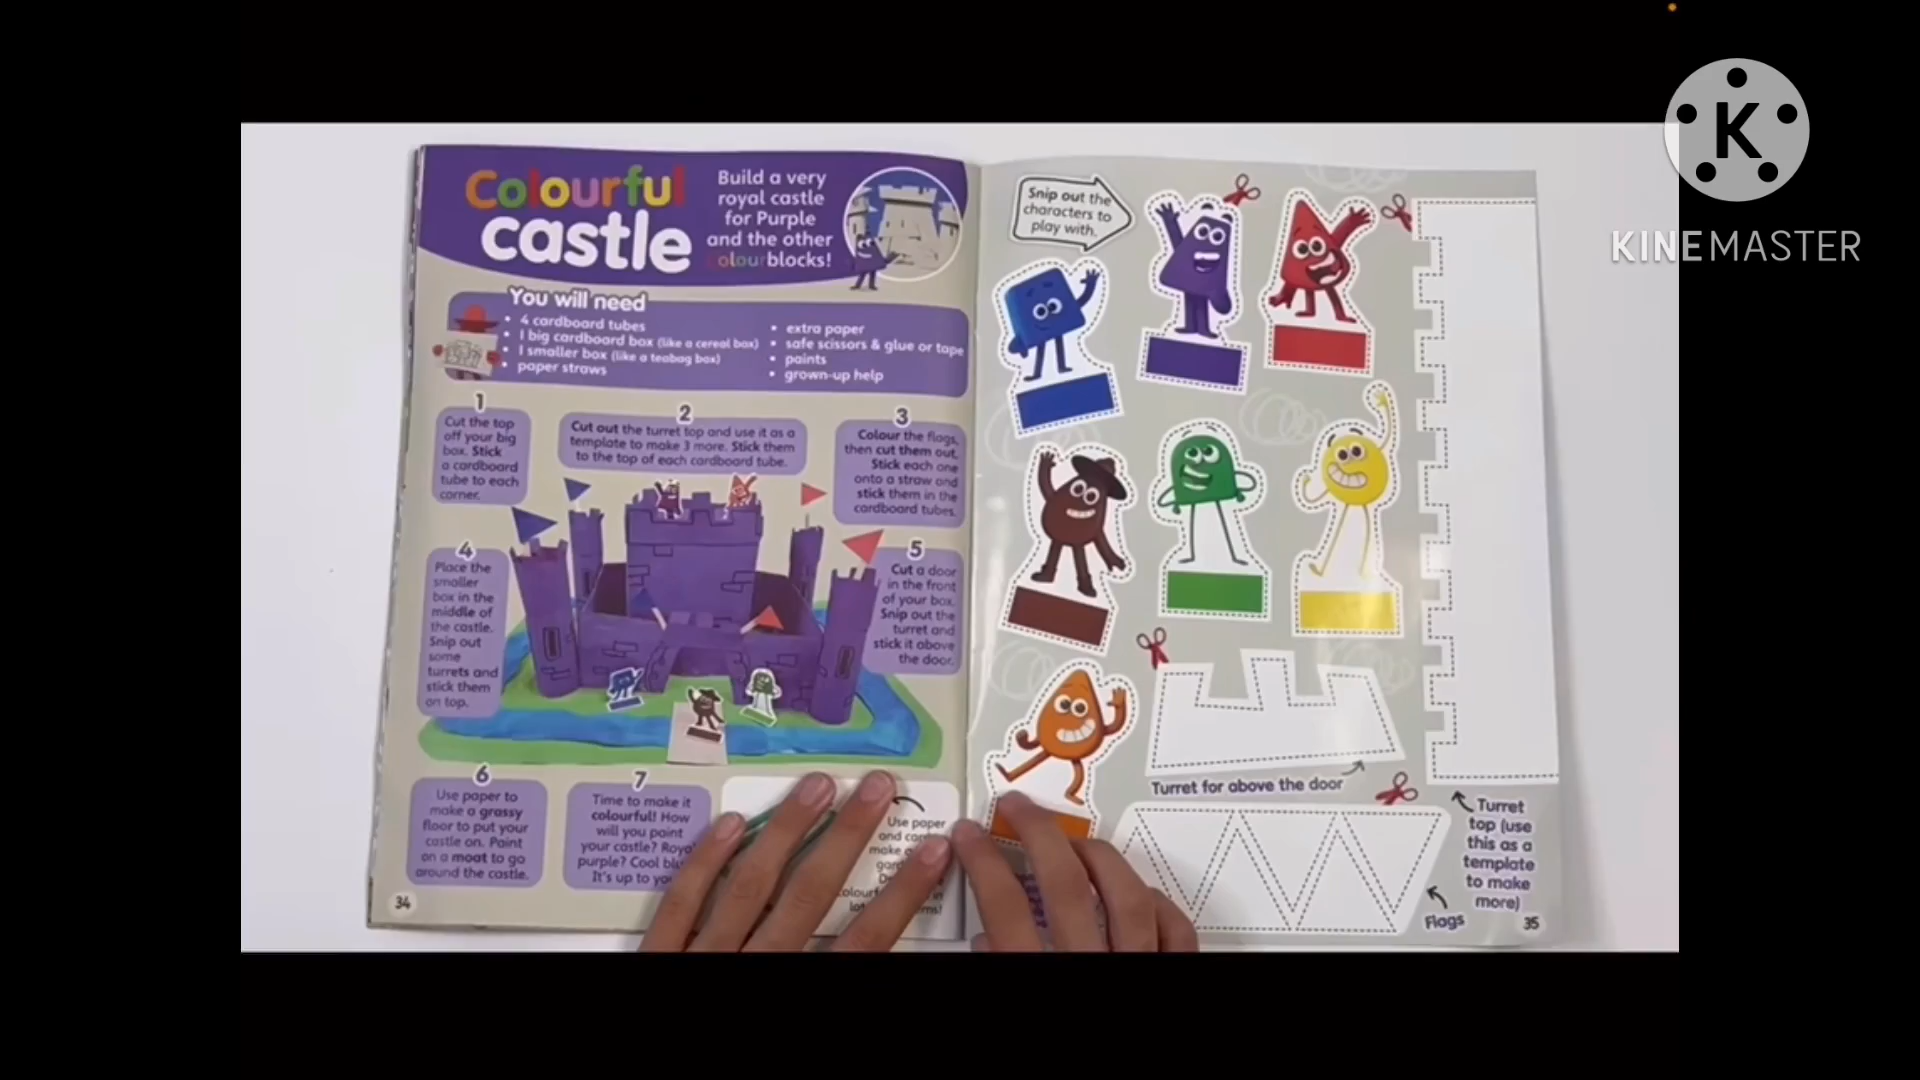 Colourful
castle
Build a very
royal castle
for Purple
and the other
colourblocks!
You will need
• 4 cardboard tubes
• 1 big cardboard box (like a cereal box)
• 1 smaller box (like a teabag box)
• paper straws
• extra paper
• safe scissors & glue or tape
• paints
• grown-up help
1
Cut the top
off your big
box. Stick
a cardboard
tube to each
corner.
2
Cut out the turret top and use it as a
template to make 3 more. Stick them
to the top of each cardboard tube.
3
Colour the flags,
then cut them out.
Stick each one
onto a straw and
stick them in the
cardboard tubes.
4
Place the
smaller
box in the
middle of
the castle.
Snip out
some
turrets and
stick them
on top.
5
Cut a door
in the front
of your box.
Snip out the
turret and
stick it above
the door.
6
Use paper to
make a grassy
floor to put your
castle on. Paint
on a moat to go
around the castle.
7
Time to make it
colourful! How
will you paint
your castle?
purple? Cool
It's up to
Use paper
and
make
34
Snip out the
characters to
play with.
Turret for above the door
Turret
top (use
this as a
template
to make
more)
Flags
35
K
KINEMASTER